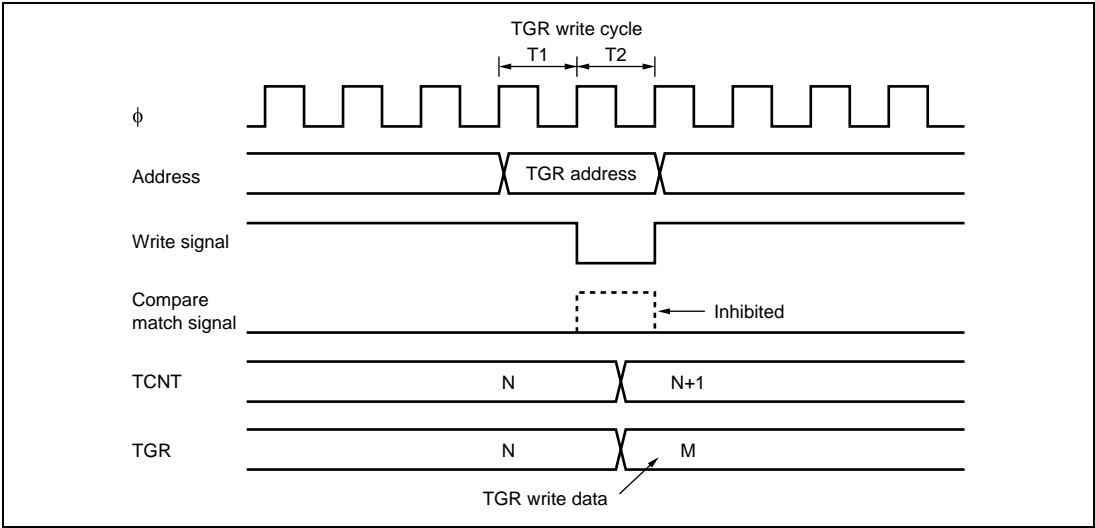 TGR write cycle
T1 T2
ϕ
Address TGR address
Write signal
Compare
match signal Inhibited
TCNT N N+1
TGR N M
TGR write data